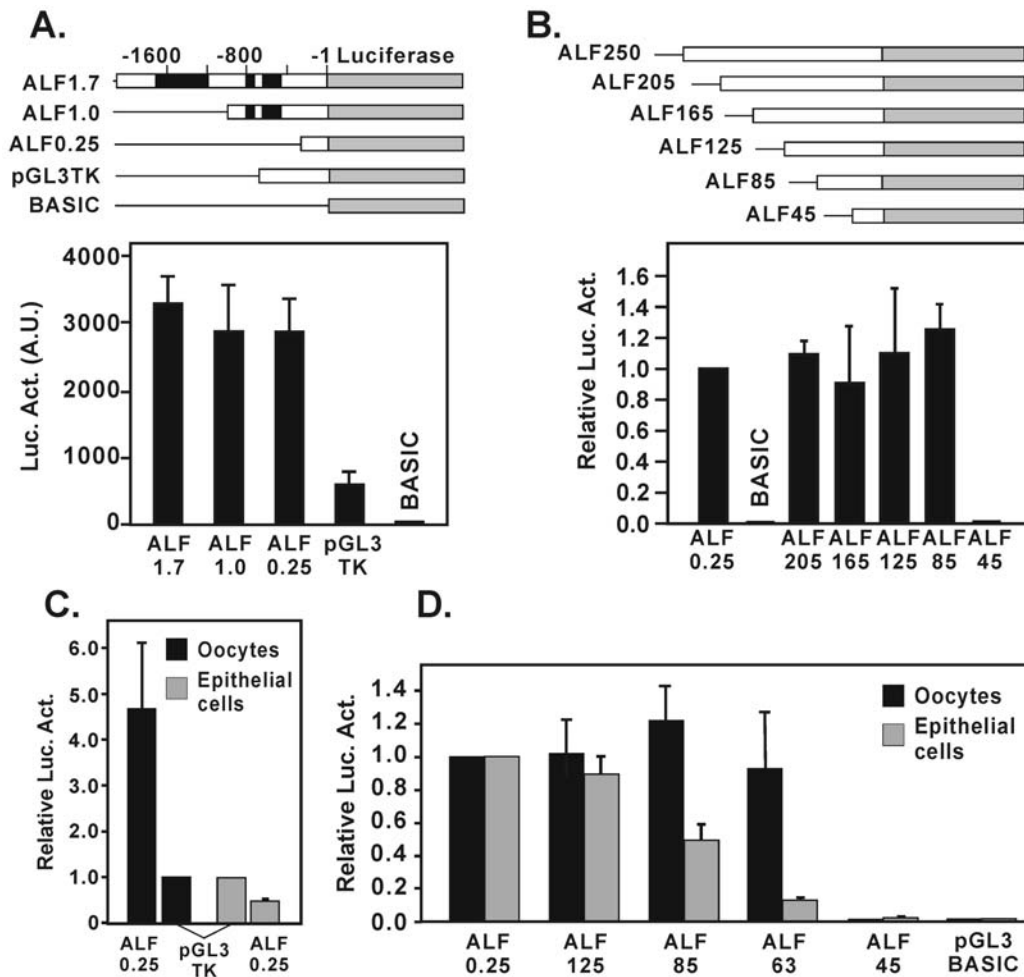 A.
-1600 -800 -1 Luciferase
ALF1.7
ALF1.0
ALF0.25
pGL3TK
BASIC
Luc. Act. (A.U.)
4000
3000
2000
1000
0
BASIC
ALF ALF ALF pGL3
1.7 1.0 0.25 TK
B.
ALF250
ALF205
ALF165
ALF125
ALF85
ALF45
Relative Luc. Act.
1.6
1.4
1.2
1.0
0.8
0.6
0.4
0.2
0.0
BASIC
ALF ALF ALF ALF ALF ALF
0.25 205 165 125 85 45
C.
Relative Luc. Act.
6.0
5.0
4.0
3.0
2.0
1.0
0
Oocytes
Epithelial
cells
ALF pGL3 ALF
0.25 TK 0.25
D.
Relative Luc. Act.
1.4
1.2
1.0
0.8
0.6
0.4
0.2
0.0
Oocytes
Epithelial
cells
ALF ALF ALF ALF ALF pGL3
0.25 125 85 63 45 BASIC